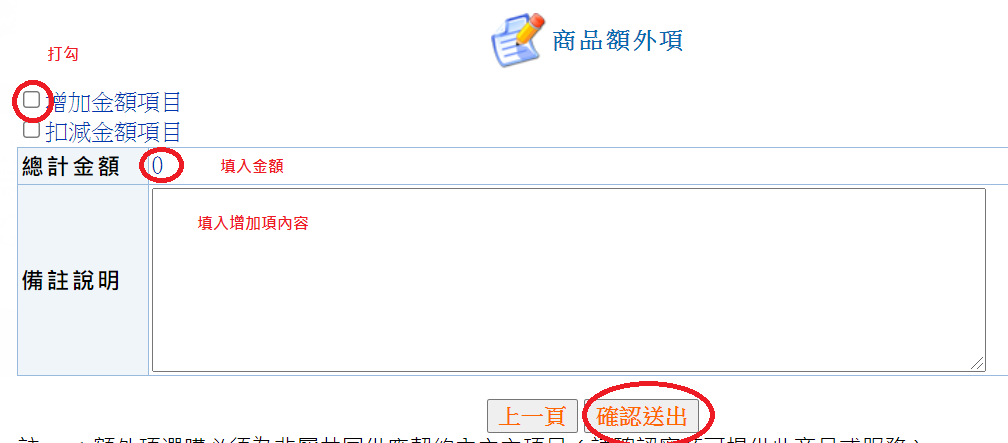 商品額外項
打勾
增加金額項目
扣減金額項目
總計金額 0 填入金額
填入增加項內容
備註說明
上一頁 確認送出